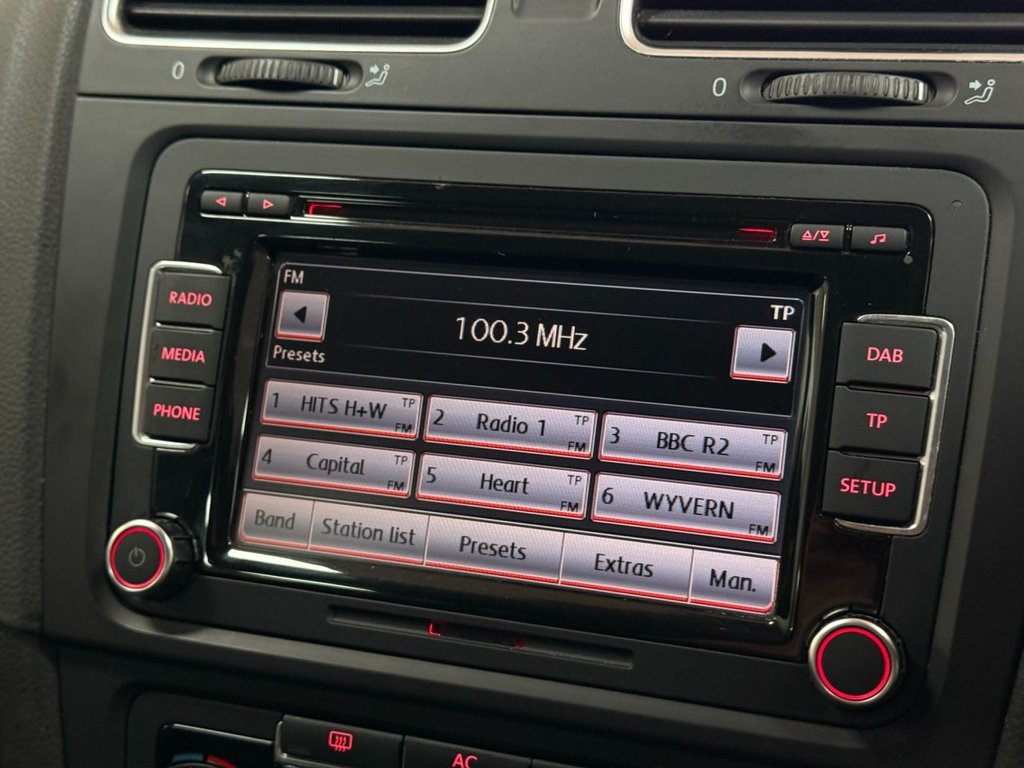 0
0
FM
TP
100.3 MHz
Presets
1 HITS H+W TP FM
2 Radio 1 TP FM
3 BBC R2 TP FM
4 Capital TP FM
5 Heart TP FM
6 WYVERN FM
Band Station list Presets Extras Man.
RADIO
MEDIA
PHONE
DAB
TP
SETUP
AC